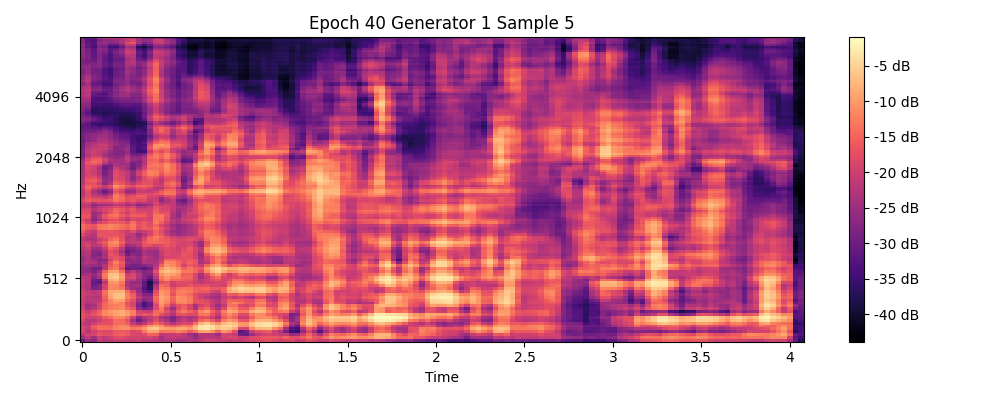 Epoch 40 Generator 1 Sample 5
Hz
4096
2048
1024
512
0
0 0.5 1 1.5 2 2.5 3 3.5 4
Time
-5 dB
-10 dB
-15 dB
-20 dB
-25 dB
-30 dB
-35 dB
-40 dB